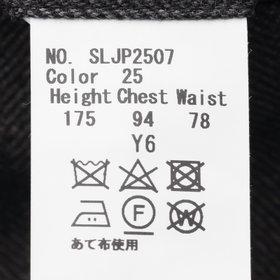 NO. SLJP2507
Color 25
Height Chest Waist
175 94 78
Y6
F W
あて布使用